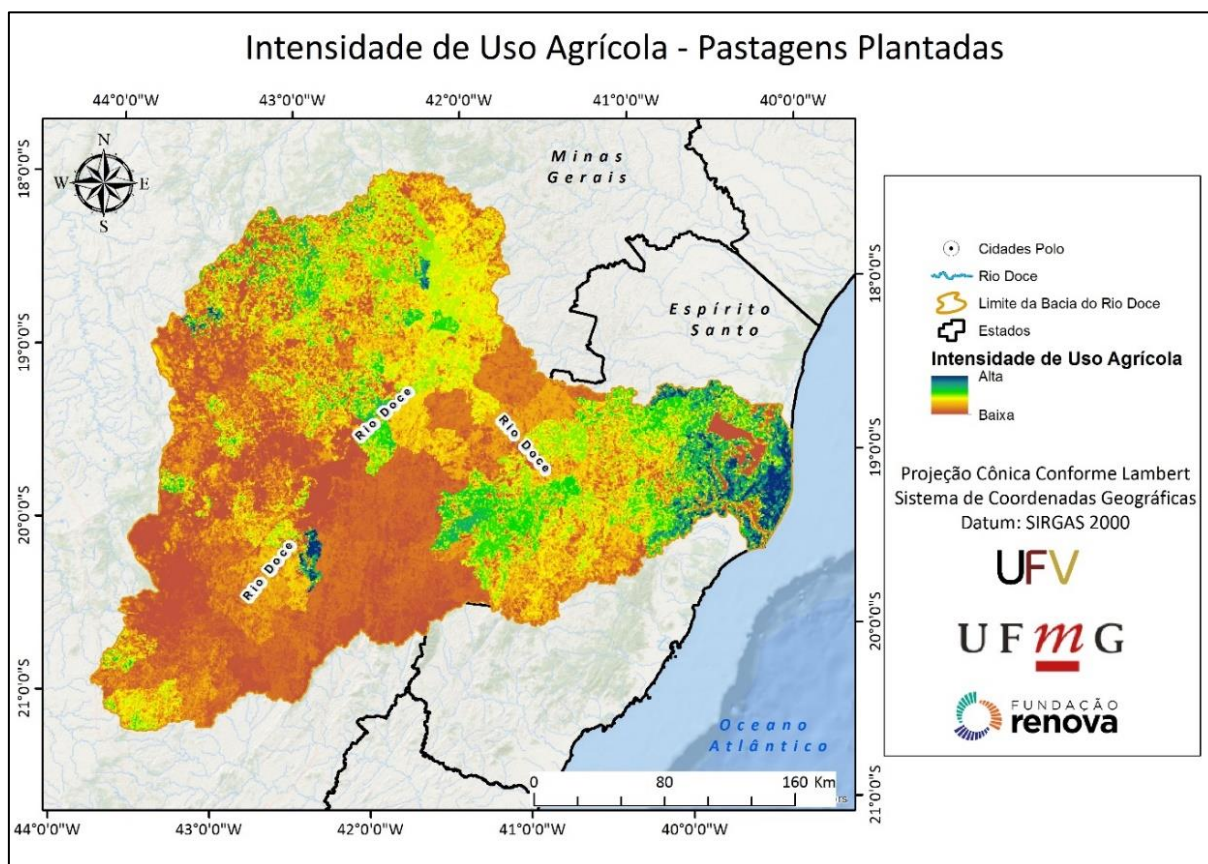 Intensidade de Uso Agrícola - Pastagens Plantadas
44°0'0"W
43°0'0"W
42°0'0"W
41°0'0"W
40°0'0"W
N
W
E
S
18°0'0"S
19°0'0"S
20°0'0"S
21°0'0"S
Minas
Gerais
Espírito
Santo
Rio Doce
Rio Doce
Rio Doce
Oceano
Atlântico
0 80 160 Km
18°0'0"S
19°0'0"S
20°0'0"S
21°0'0"S
44°0'0"W
43°0'0"W
42°0'0"W
41°0'0"W
40°0'0"W
Cidades Polo
Rio Doce
Limite da Bacia do Rio Doce
Estados
Intensidade de Uso Agrícola
Alta
Baixa
Projeção Cônica Conforme Lambert
Sistema de Coordenadas Geográficas
Datum: SIRGAS 2000
UFV
UFmG
FUNDAÇÃO
renova